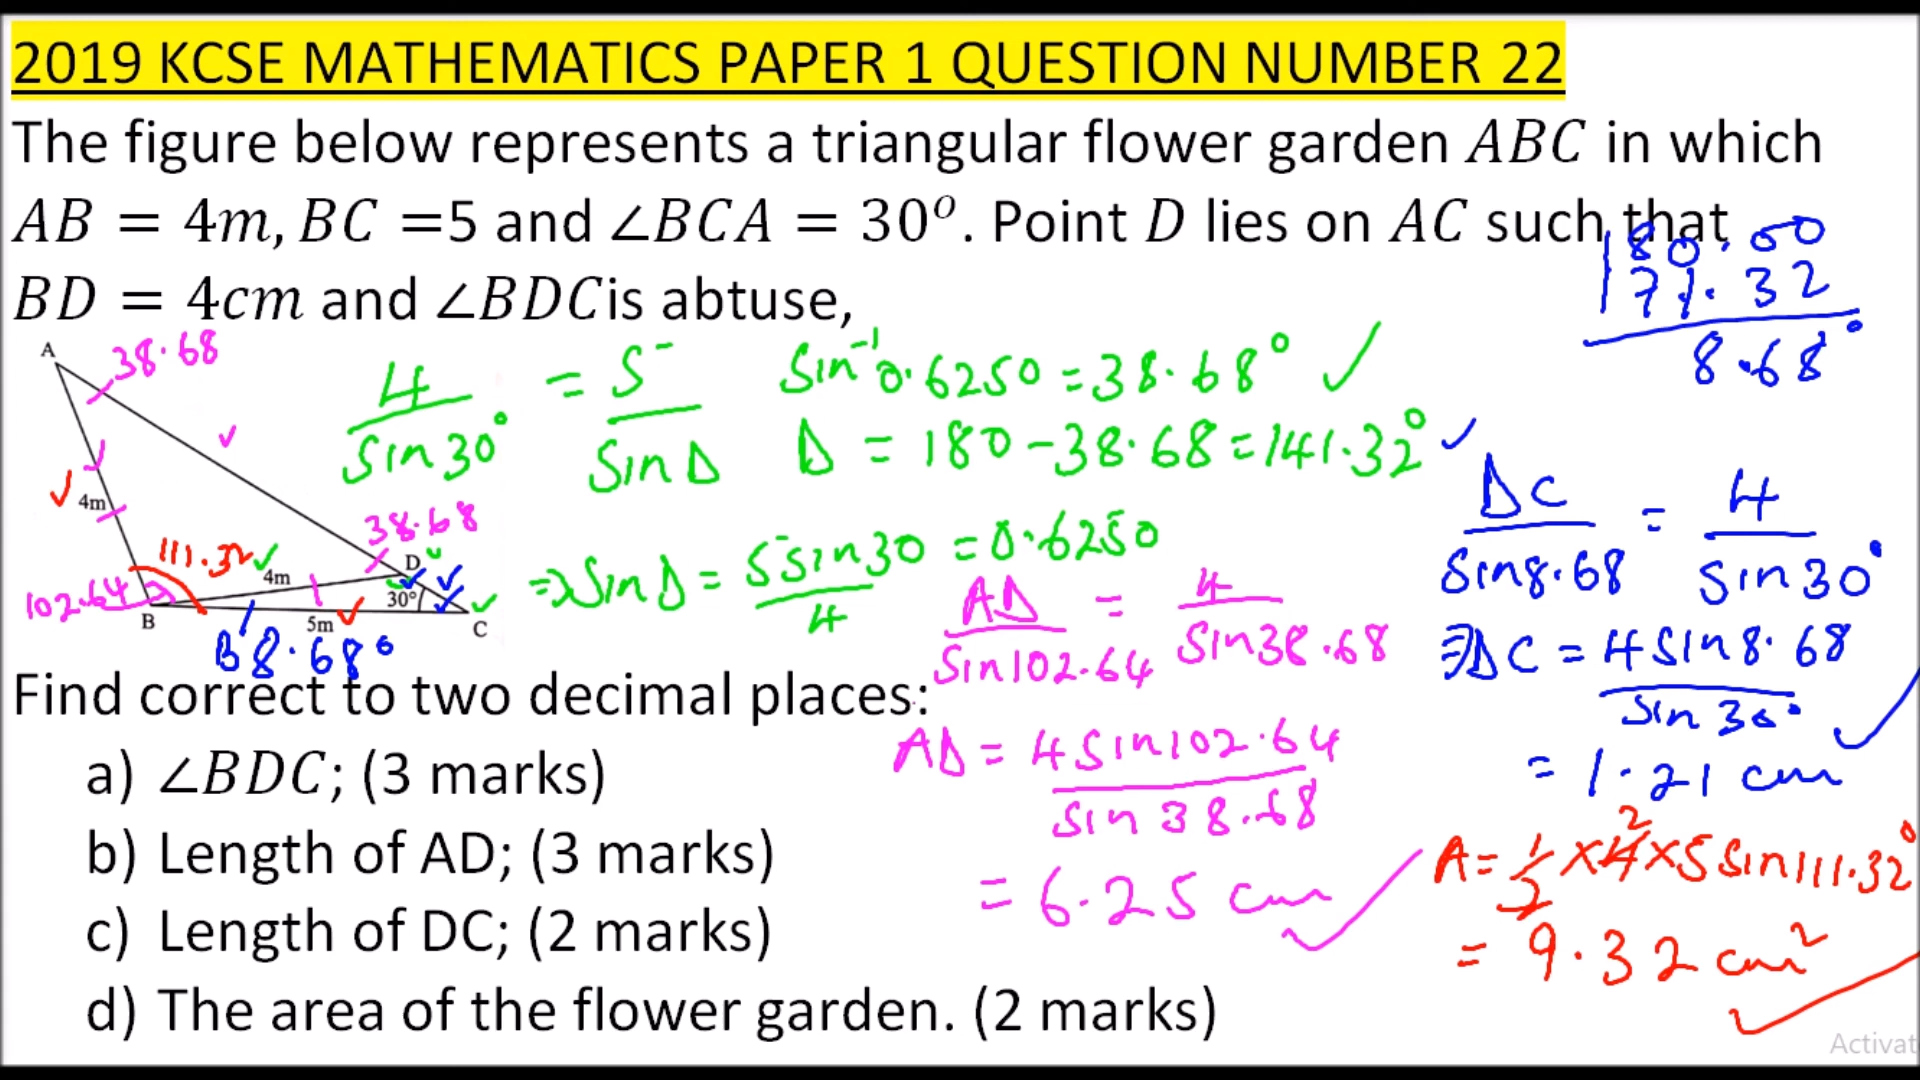 2019 KCSE MATHEMATICS PAPER 1 QUESTION NUMBER 22
The figure below represents a triangular flower garden ABC in which
AB = 4m, BC =5 and ∠BCA = 30°. Point D lies on AC such that
BD = 4cm and ∠BDCis abtuse,
180.00
171.32
8.68°
A
38.68
4m
111.32
102.64
4m
38.68
D
30°
B
5m
C
B 8.68°
4/sin30° = 5/sin D
sin⁻¹0.6250 = 38.68°
D = 180 - 38.68 = 141.32°
⇒ sin D = 5sin30/4 = 0.6250
AD/sin102.64 = 4/sin38.68
AD = 4sin102.64/sin38.68
= 6.25 cm
DC/sin8.68 = 4/sin30°
⇒ DC = 4sin8.68/sin30°
= 1.21 cm
A = 1/2 × 4 × 5 sin111.32°
2
= 9.32 cm²
Find correct to two decimal places:
a) ∠BDC; (3 marks)
b) Length of AD; (3 marks)
c) Length of DC; (2 marks)
d) The area of the flower garden. (2 marks)
Activat